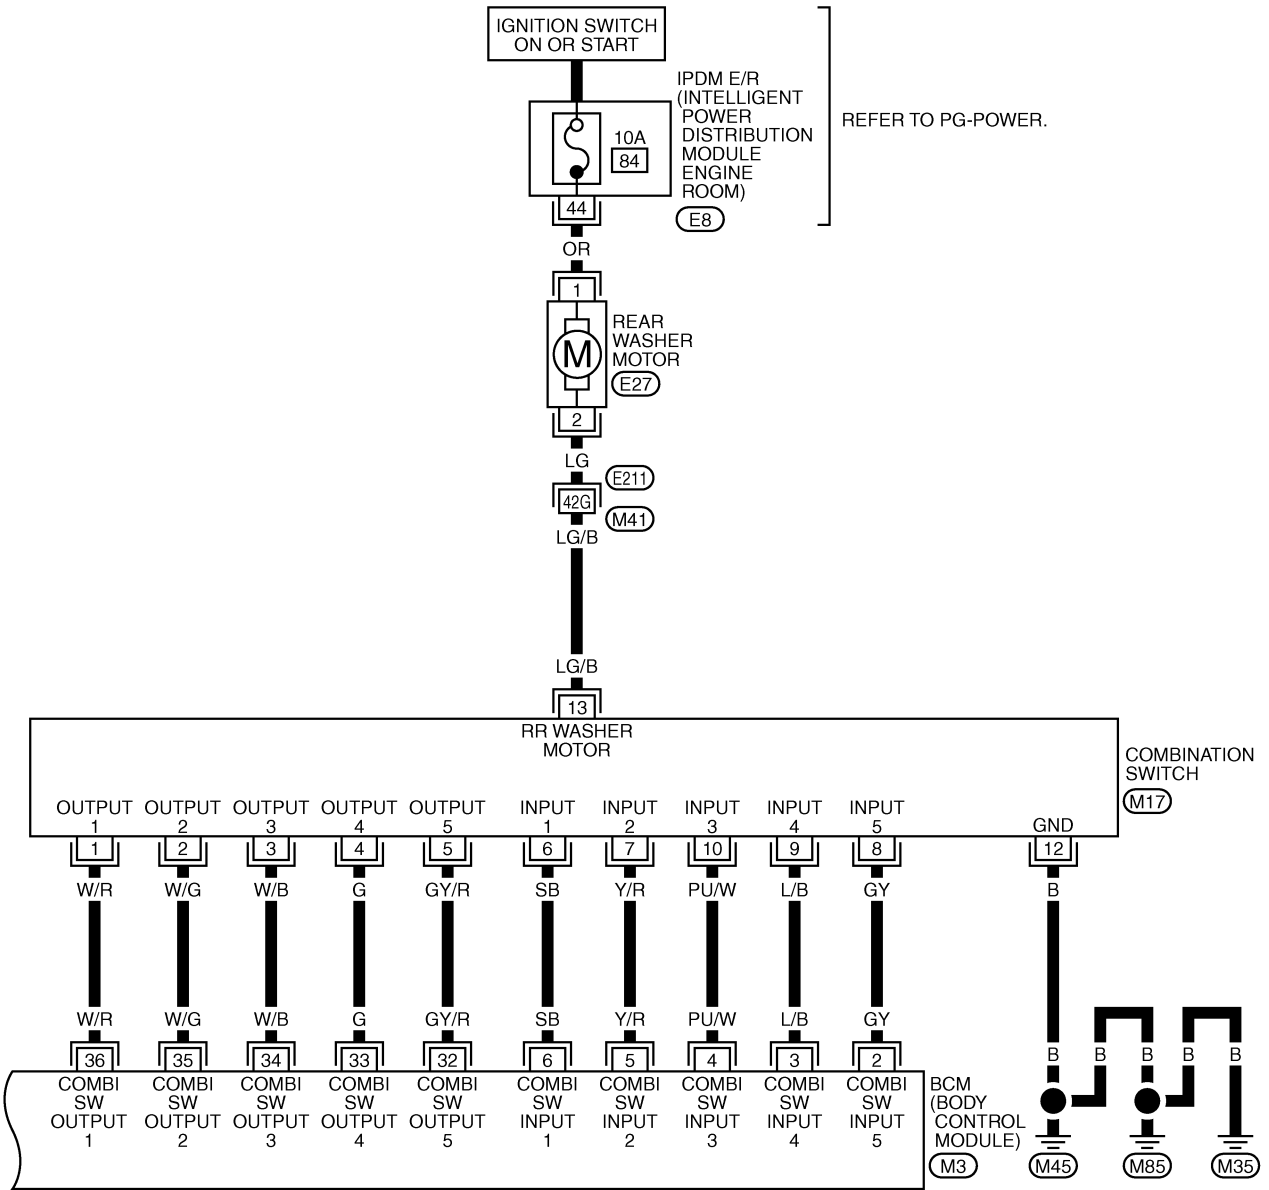 IGNITION SWITCH
ON OR START
IPDM E/R
(INTELLIGENT
POWER
DISTRIBUTION
MODULE
ENGINE
ROOM)
E8
REFER TO PG-POWER.
10A
84
44
OR
1
REAR
WASHER
MOTOR
E27
M
2
LG
E211
42G
M41
LG/B
LG/B
13
RR WASHER
MOTOR
COMBINATION
SWITCH
M17
OUTPUT OUTPUT OUTPUT OUTPUT OUTPUT INPUT INPUT INPUT INPUT INPUT
1 2 3 4 5 1 2 3 4 5 GND
1 2 3 4 5 6 7 10 9 8 12
W/R W/G W/B G GY/R SB Y/R PU/W L/B GY B
W/R W/G W/B G GY/R SB Y/R PU/W L/B GY
B B B B B
36 35 34 33 32 6 5 4 3 2
COMBI COMBI COMBI COMBI COMBI COMBI COMBI COMBI COMBI COMBI
SW SW SW SW SW SW SW SW SW SW
OUTPUT OUTPUT OUTPUT OUTPUT OUTPUT INPUT INPUT INPUT INPUT INPUT
1 2 3 4 5 1 2 3 4 5
BCM
(BODY
CONTROL
MODULE)
M3
M45 M85 M35